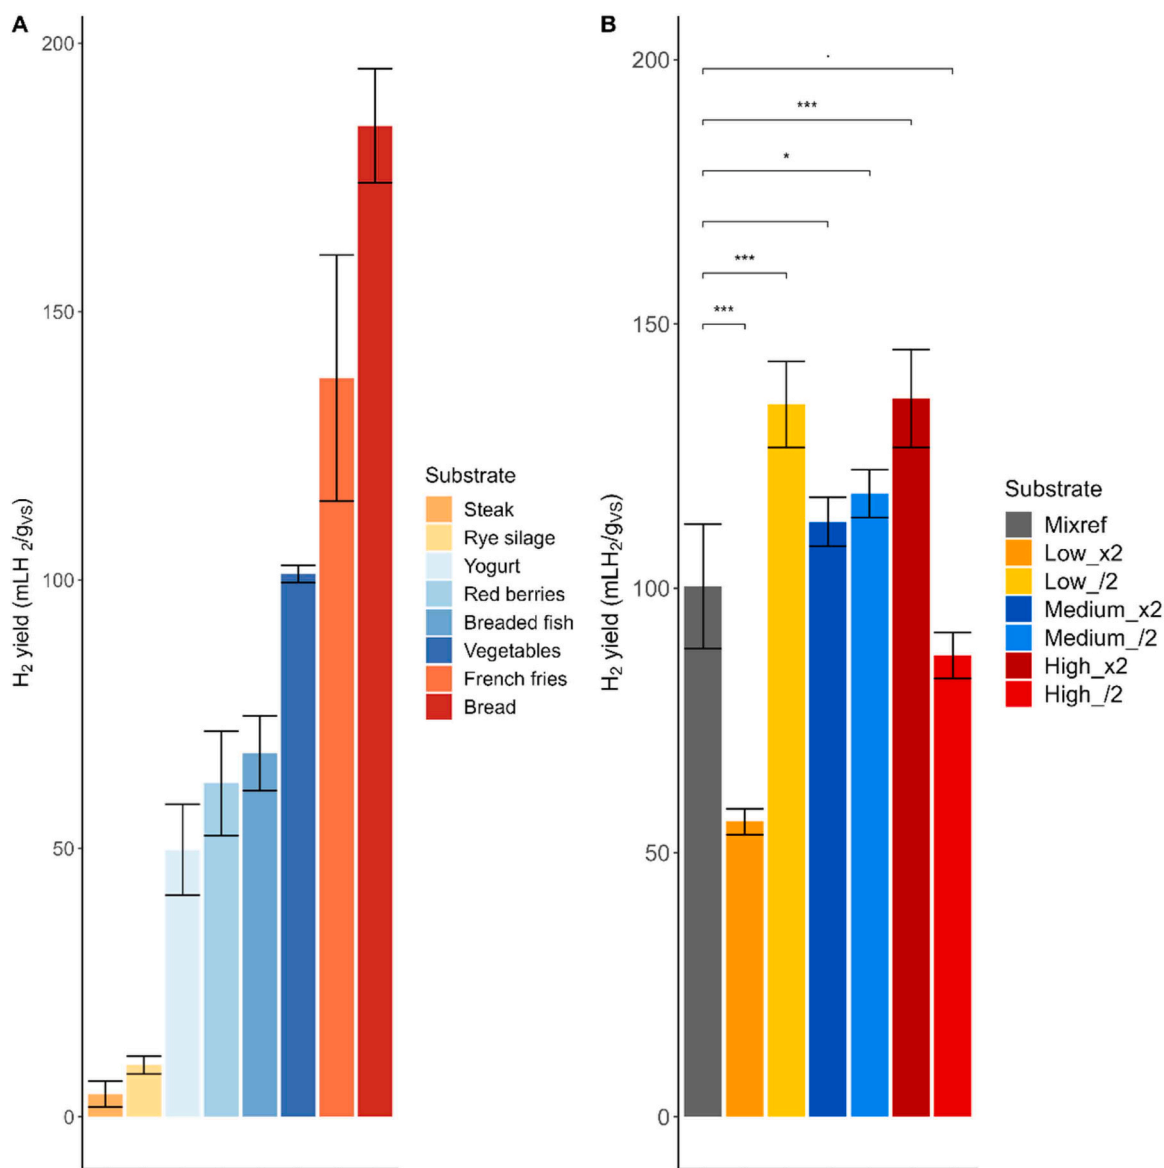 A
H2 yield (mLH 2/gVS)
200
150
100
50
0
Substrate
Steak
Rye silage
Yogurt
Red berries
Breaded fish
Vegetables
French fries
Bread
B
H2 yield (mLH2/gVS)
200
150
100
50
0
.
***
*
***
***
Substrate
Mixref
Low_x2
Low_/2
Medium_x2
Medium_/2
High_x2
High_/2